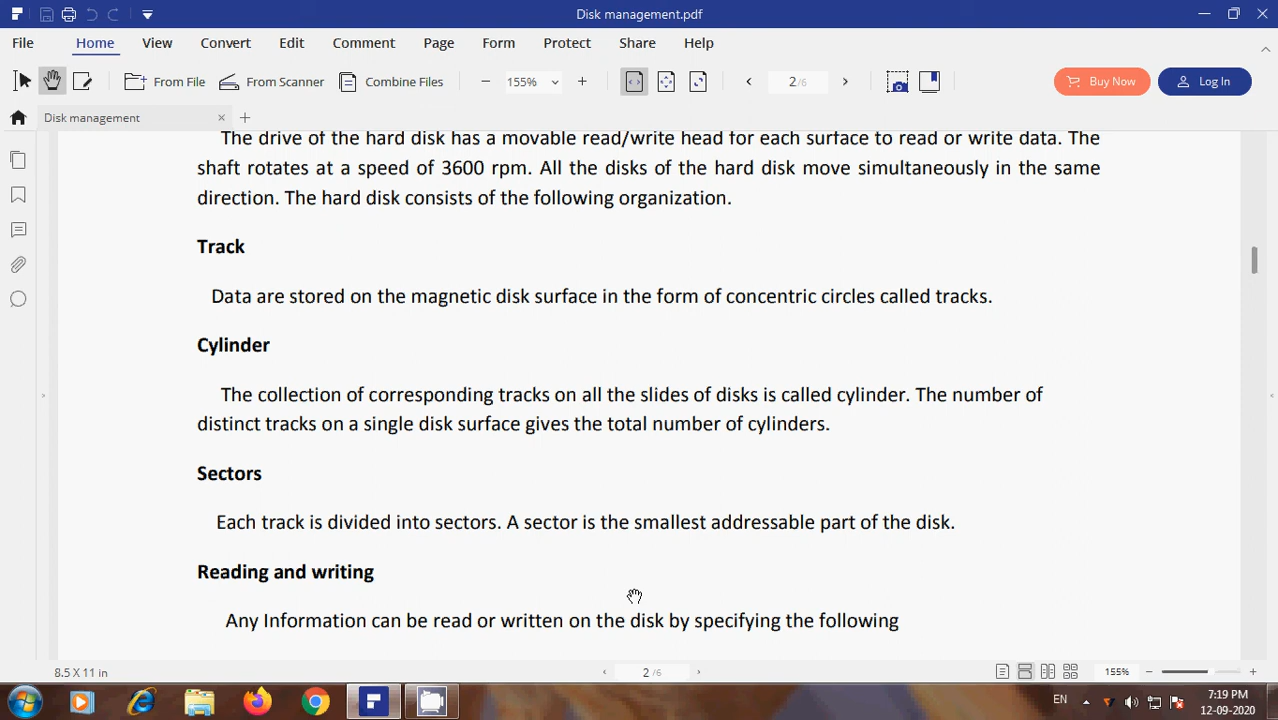 Disk management.pdf
File Home View Convert Edit Comment Page Form Protect Share Help
From File From Scanner Combine Files 155% 2/6 Buy Now Log In
Disk management
The drive of the hard disk has a movable read/write head for each surface to read or write data. The
shaft rotates at a speed of 3600 rpm. All the disks of the hard disk move simultaneously in the same
direction. The hard disk consists of the following organization.
Track
Data are stored on the magnetic disk surface in the form of concentric circles called tracks.
Cylinder
The collection of corresponding tracks on all the slides of disks is called cylinder. The number of
distinct tracks on a single disk surface gives the total number of cylinders.
Sectors
Each track is divided into sectors. A sector is the smallest addressable part of the disk.
Reading and writing
Any Information can be read or written on the disk by specifying the following
8.5 X 11 in 2/6 155%
EN 7:19 PM
12-09-2020